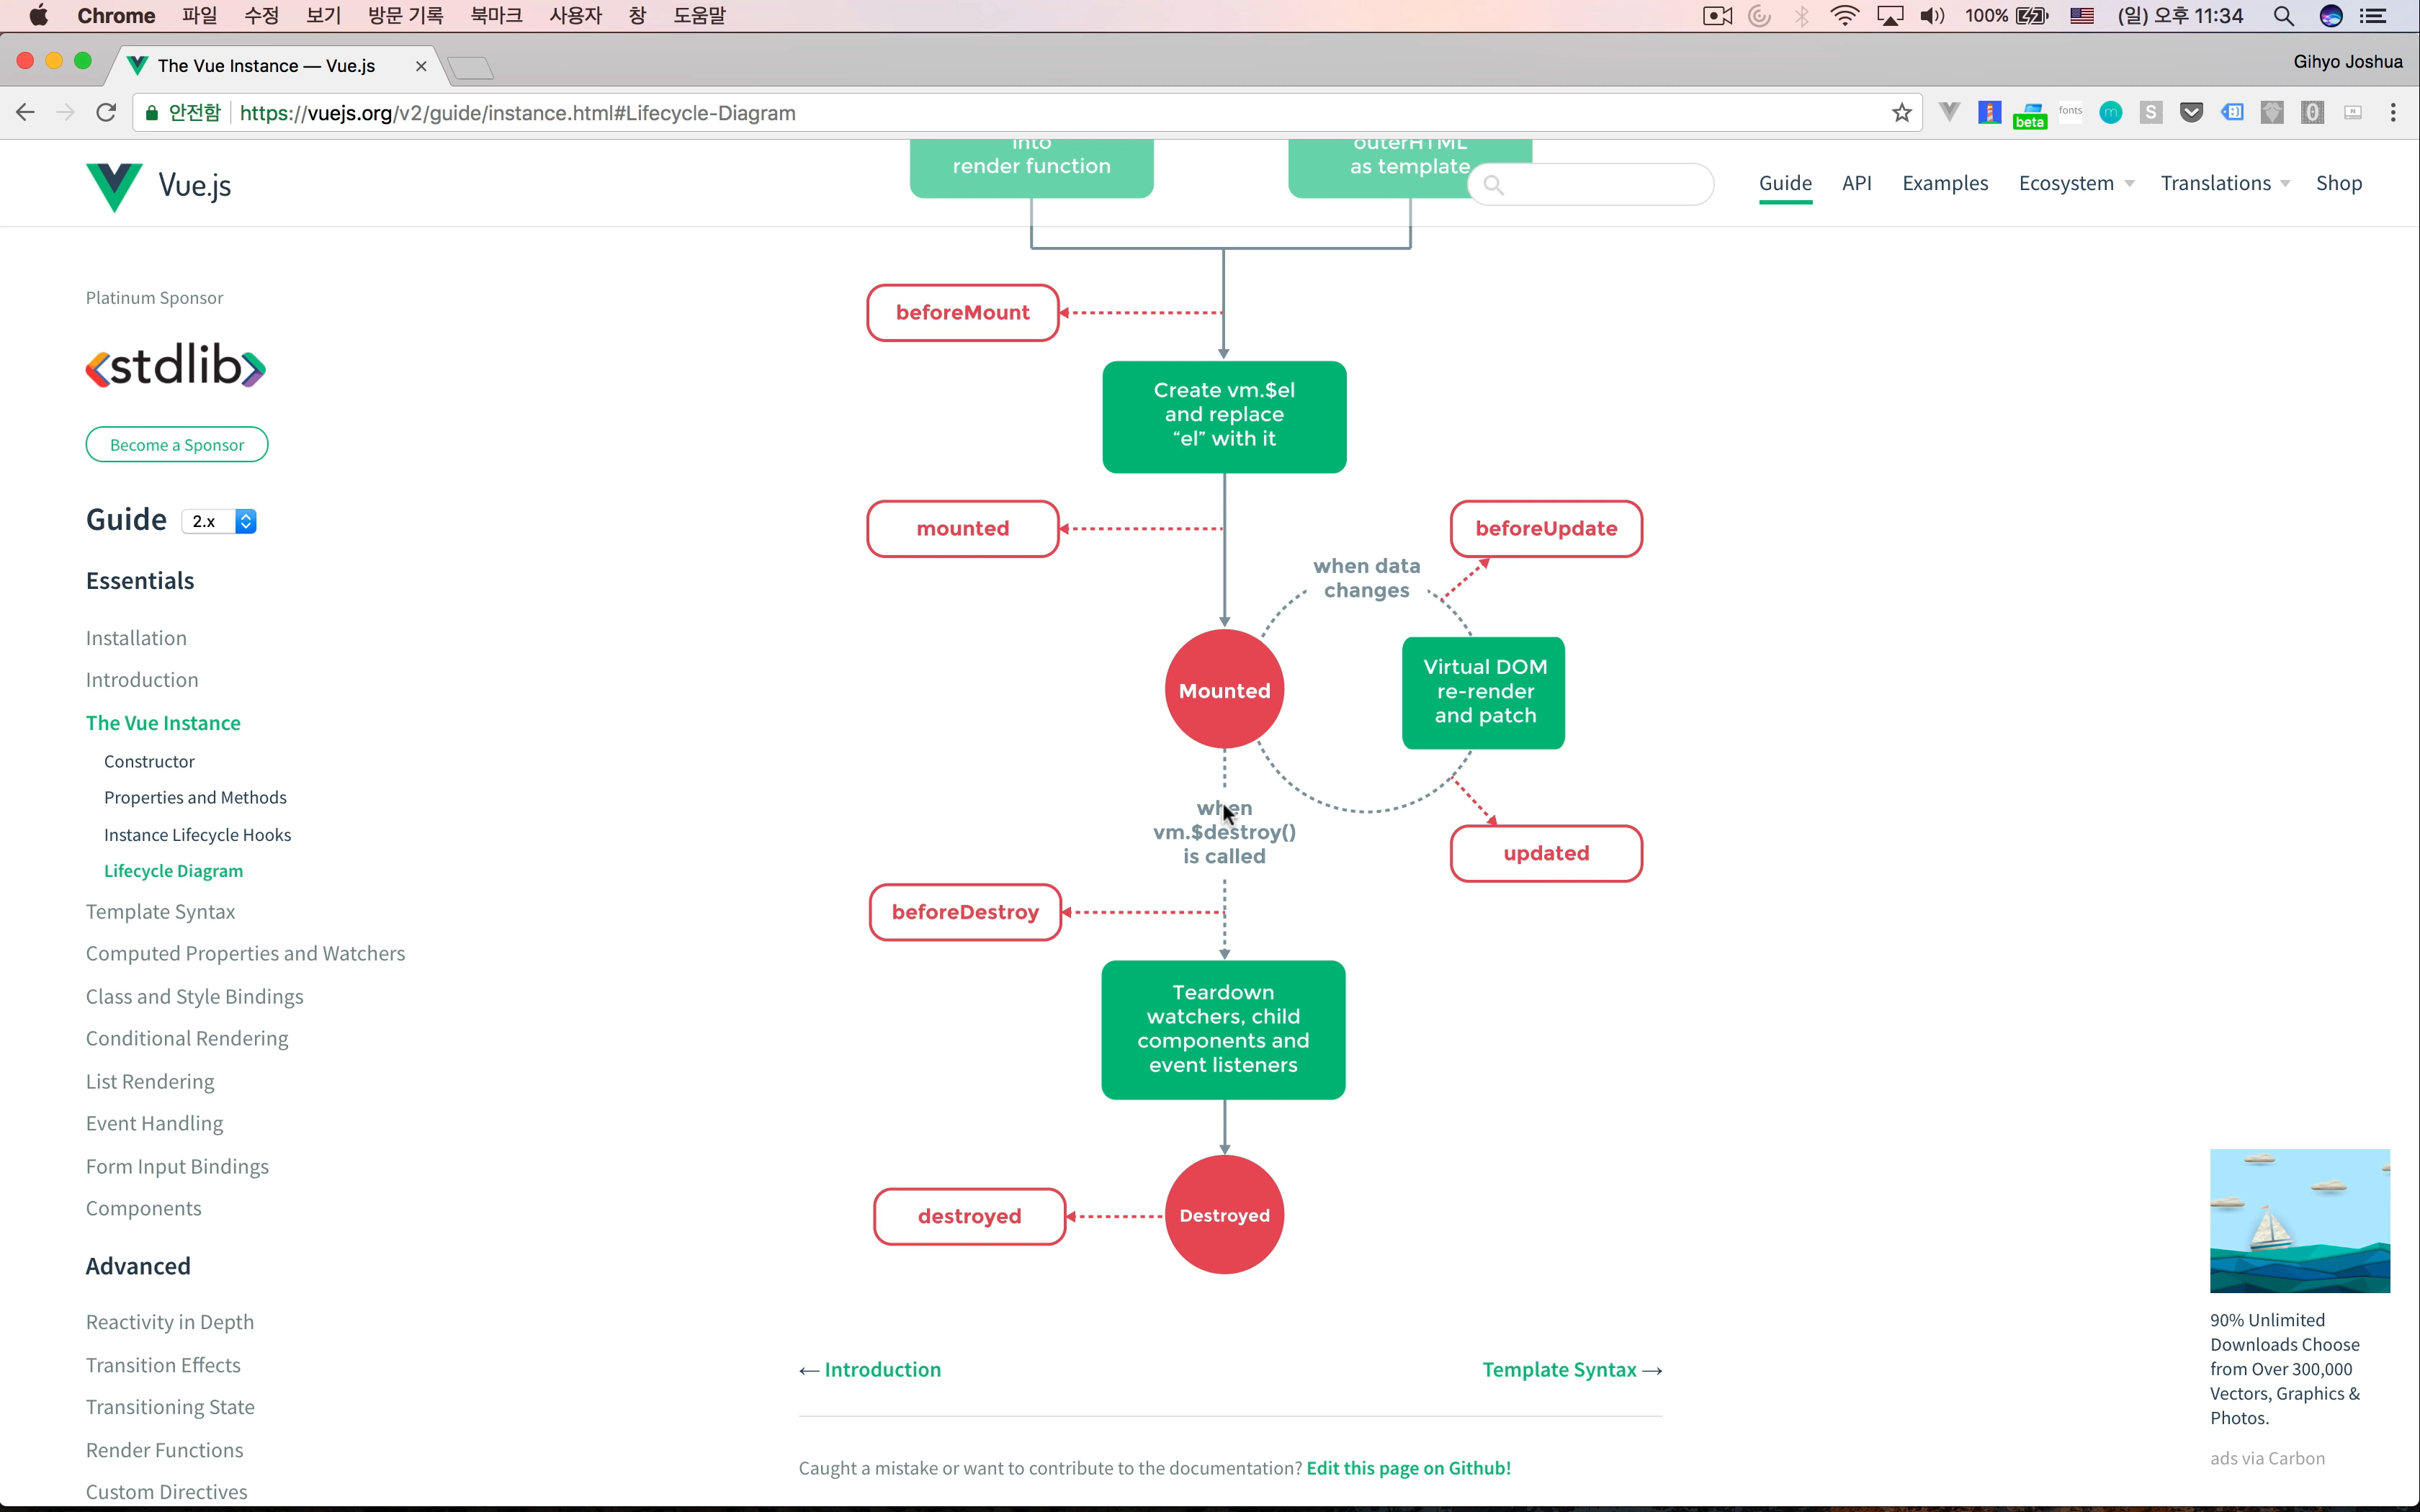 Chrome 파일 수정 보기 방문 기록 북마크 사용자 창 도움말 100% (일) 오후 11:34
The Vue Instance — Vue.js
Gihyo Joshua
안전함 https://vuejs.org/v2/guide/instance.html#Lifecycle-Diagram
fonts
beta
m
S
into
render function
outerHTML
as template
Vue.js
Guide API Examples Ecosystem Translations Shop
Platinum Sponsor
<stdlib>
Become a Sponsor
Guide 2.x
Essentials
Installation
Introduction
The Vue Instance
Constructor
Properties and Methods
Instance Lifecycle Hooks
Lifecycle Diagram
Template Syntax
Computed Properties and Watchers
Class and Style Bindings
Conditional Rendering
List Rendering
Event Handling
Form Input Bindings
Components
Advanced
Reactivity in Depth
Transition Effects
Transitioning State
Render Functions
Custom Directives
beforeMount
Create vm.$el
and replace
“el” with it
mounted
beforeUpdate
when data
changes
Mounted
Virtual DOM
re-render
and patch
when
vm.$destroy()
is called
updated
beforeDestroy
Teardown
watchers, child
components and
event listeners
destroyed
Destroyed
← Introduction
Template Syntax →
Caught a mistake or want to contribute to the documentation? Edit this page on Github!
90% Unlimited
Downloads Choose
from Over 300,000
Vectors, Graphics &
Photos.
ads via Carbon